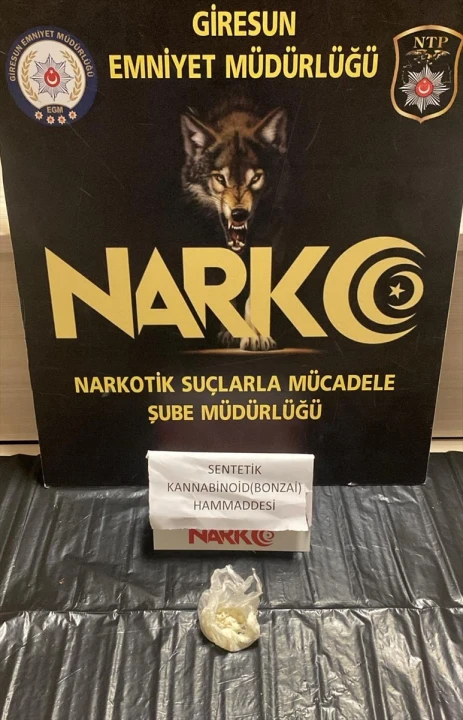 GİRESUN
EMNİYET MÜDÜRLÜĞÜ
GİRESUN EMNİYET MÜDÜRLÜĞÜ
EGM
NTP
NARKO
NARKOTİK SUÇLARLA MÜCADELE
ŞUBE MÜDÜRLÜĞÜ
SENTETİK
KANNABİNOİD(BONZAİ)
HAMMADDESİ
NARKO